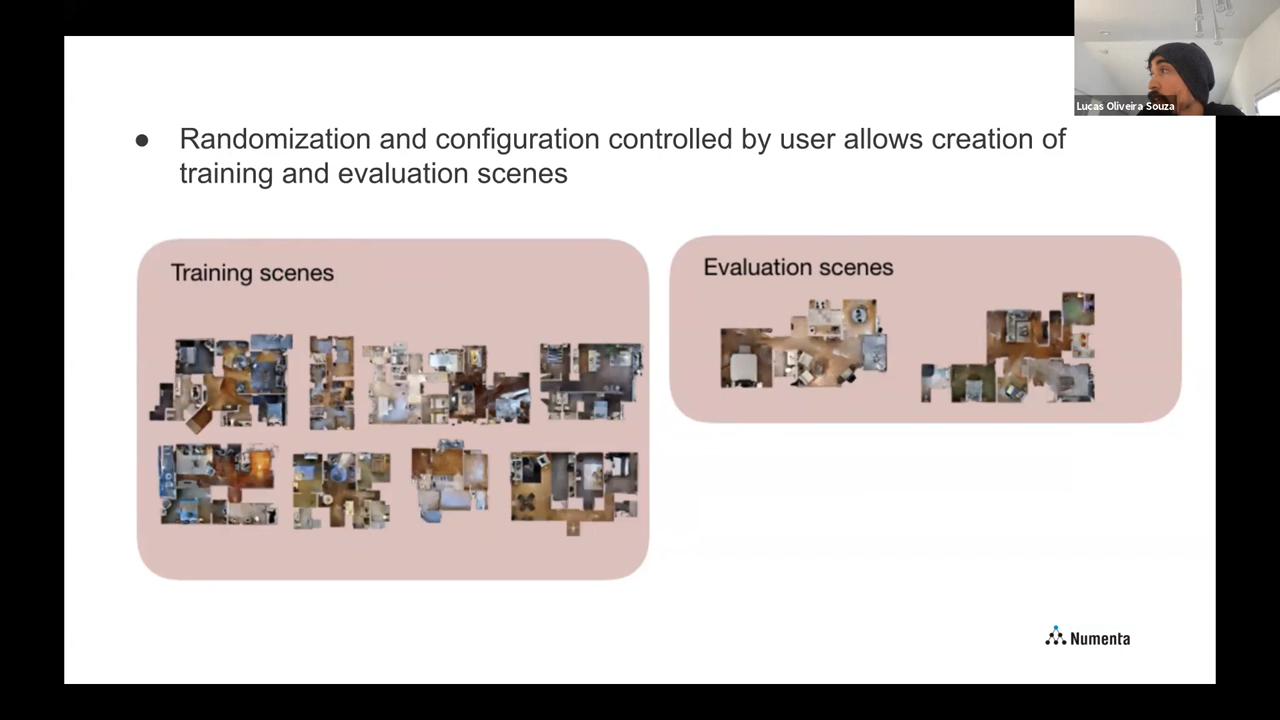 Lucas Oliveira Souza
● Randomization and configuration controlled by user allows creation of
training and evaluation scenes
Training scenes
Evaluation scenes
Numenta